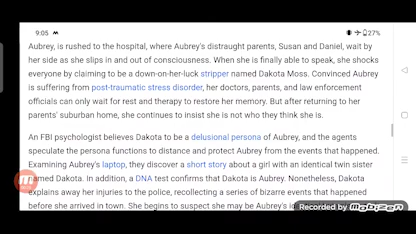 9:05 27%
Aubrey, is rushed to the hospital, where Aubrey's distraught parents, Susan and Daniel, wait by
her side as she slips in and out of consciousness. When she is finally able to speak, she shocks
everyone by claiming to be a down-on-her-luck stripper named Dakota Moss. Convinced Aubrey
is suffering from post-traumatic stress disorder, her doctors, parents, and law enforcement
officials can only wait for rest and therapy to restore her memory. But after returning to her
parents' suburban home, she continues to insist she is not who they think she is.
An FBI psychologist believes Dakota to be a delusional persona of Aubrey, and the agents
speculate the persona functions to distance and protect Aubrey from the events that happened.
Examining Aubrey's laptop, they discover a short story about a girl with an identical twin sister
named Dakota. In addition, a DNA test confirms that Dakota is Aubrey. Nonetheless, Dakota
explains away her injuries to the police, recollecting a series of bizarre events that happened
before she arrived in town. She begins to suspect she may be Aubrey's
Recorded by Mobizen